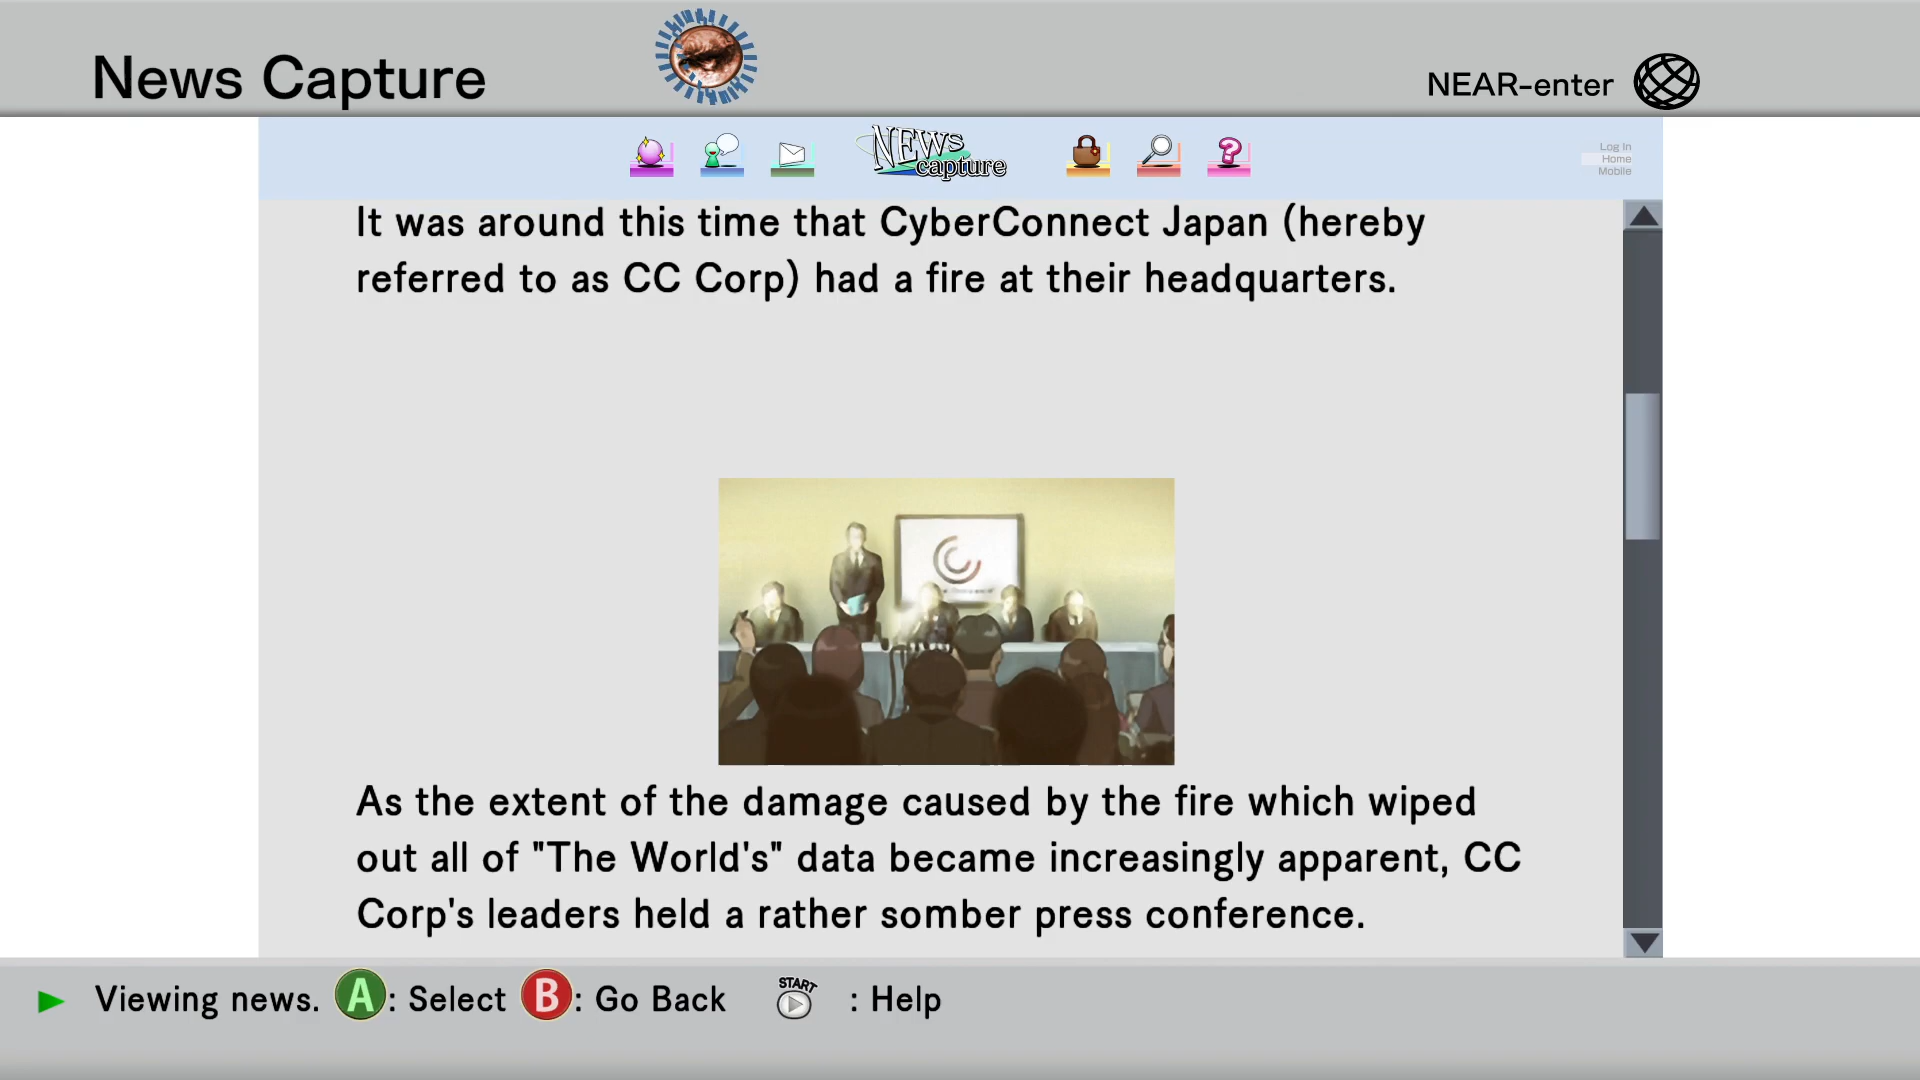 News Capture
NEAR-enter
NEWS
capture
Log In
Home
Mobile
It was around this time that CyberConnect Japan (hereby
referred to as CC Corp) had a fire at their headquarters.
As the extent of the damage caused by the fire which wiped
out all of "The World's" data became increasingly apparent, CC
Corp's leaders held a rather somber press conference.
Viewing news. A: Select B: Go Back START : Help